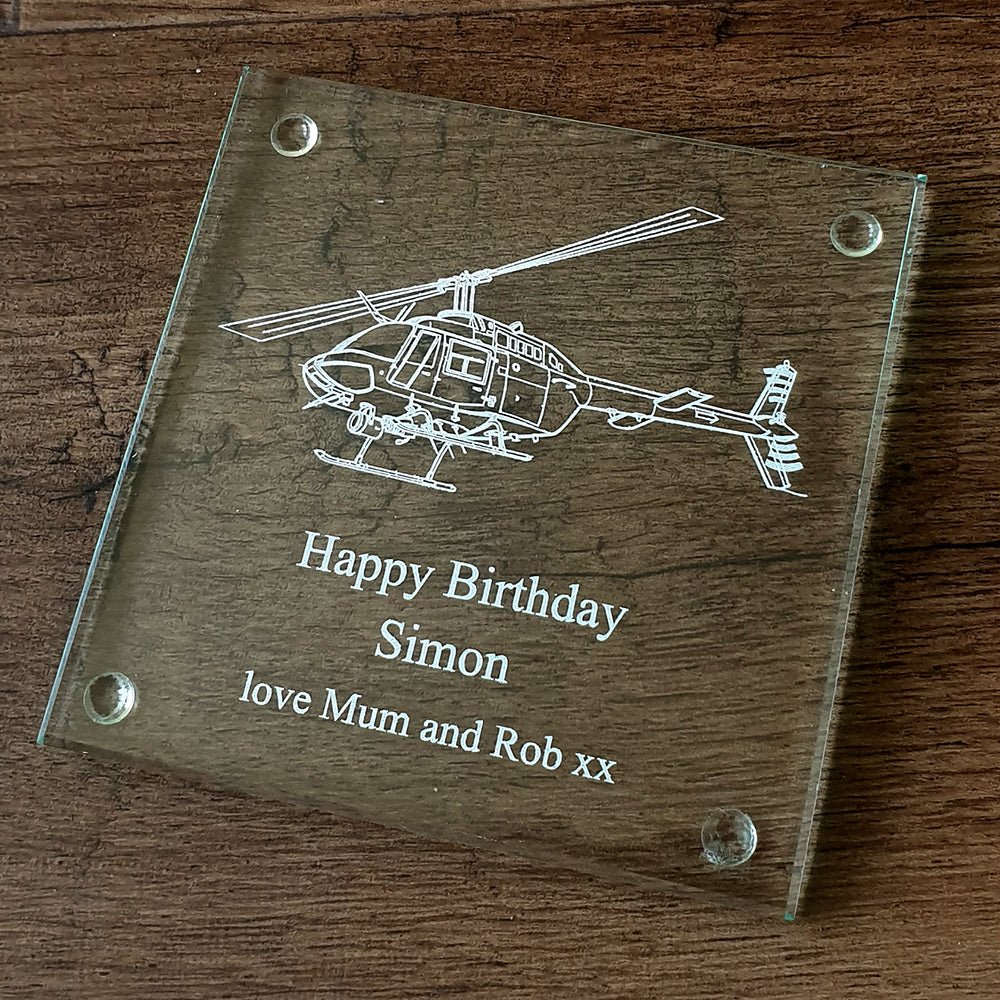 Happy Birthday
Simon
love Mum and Rob xx